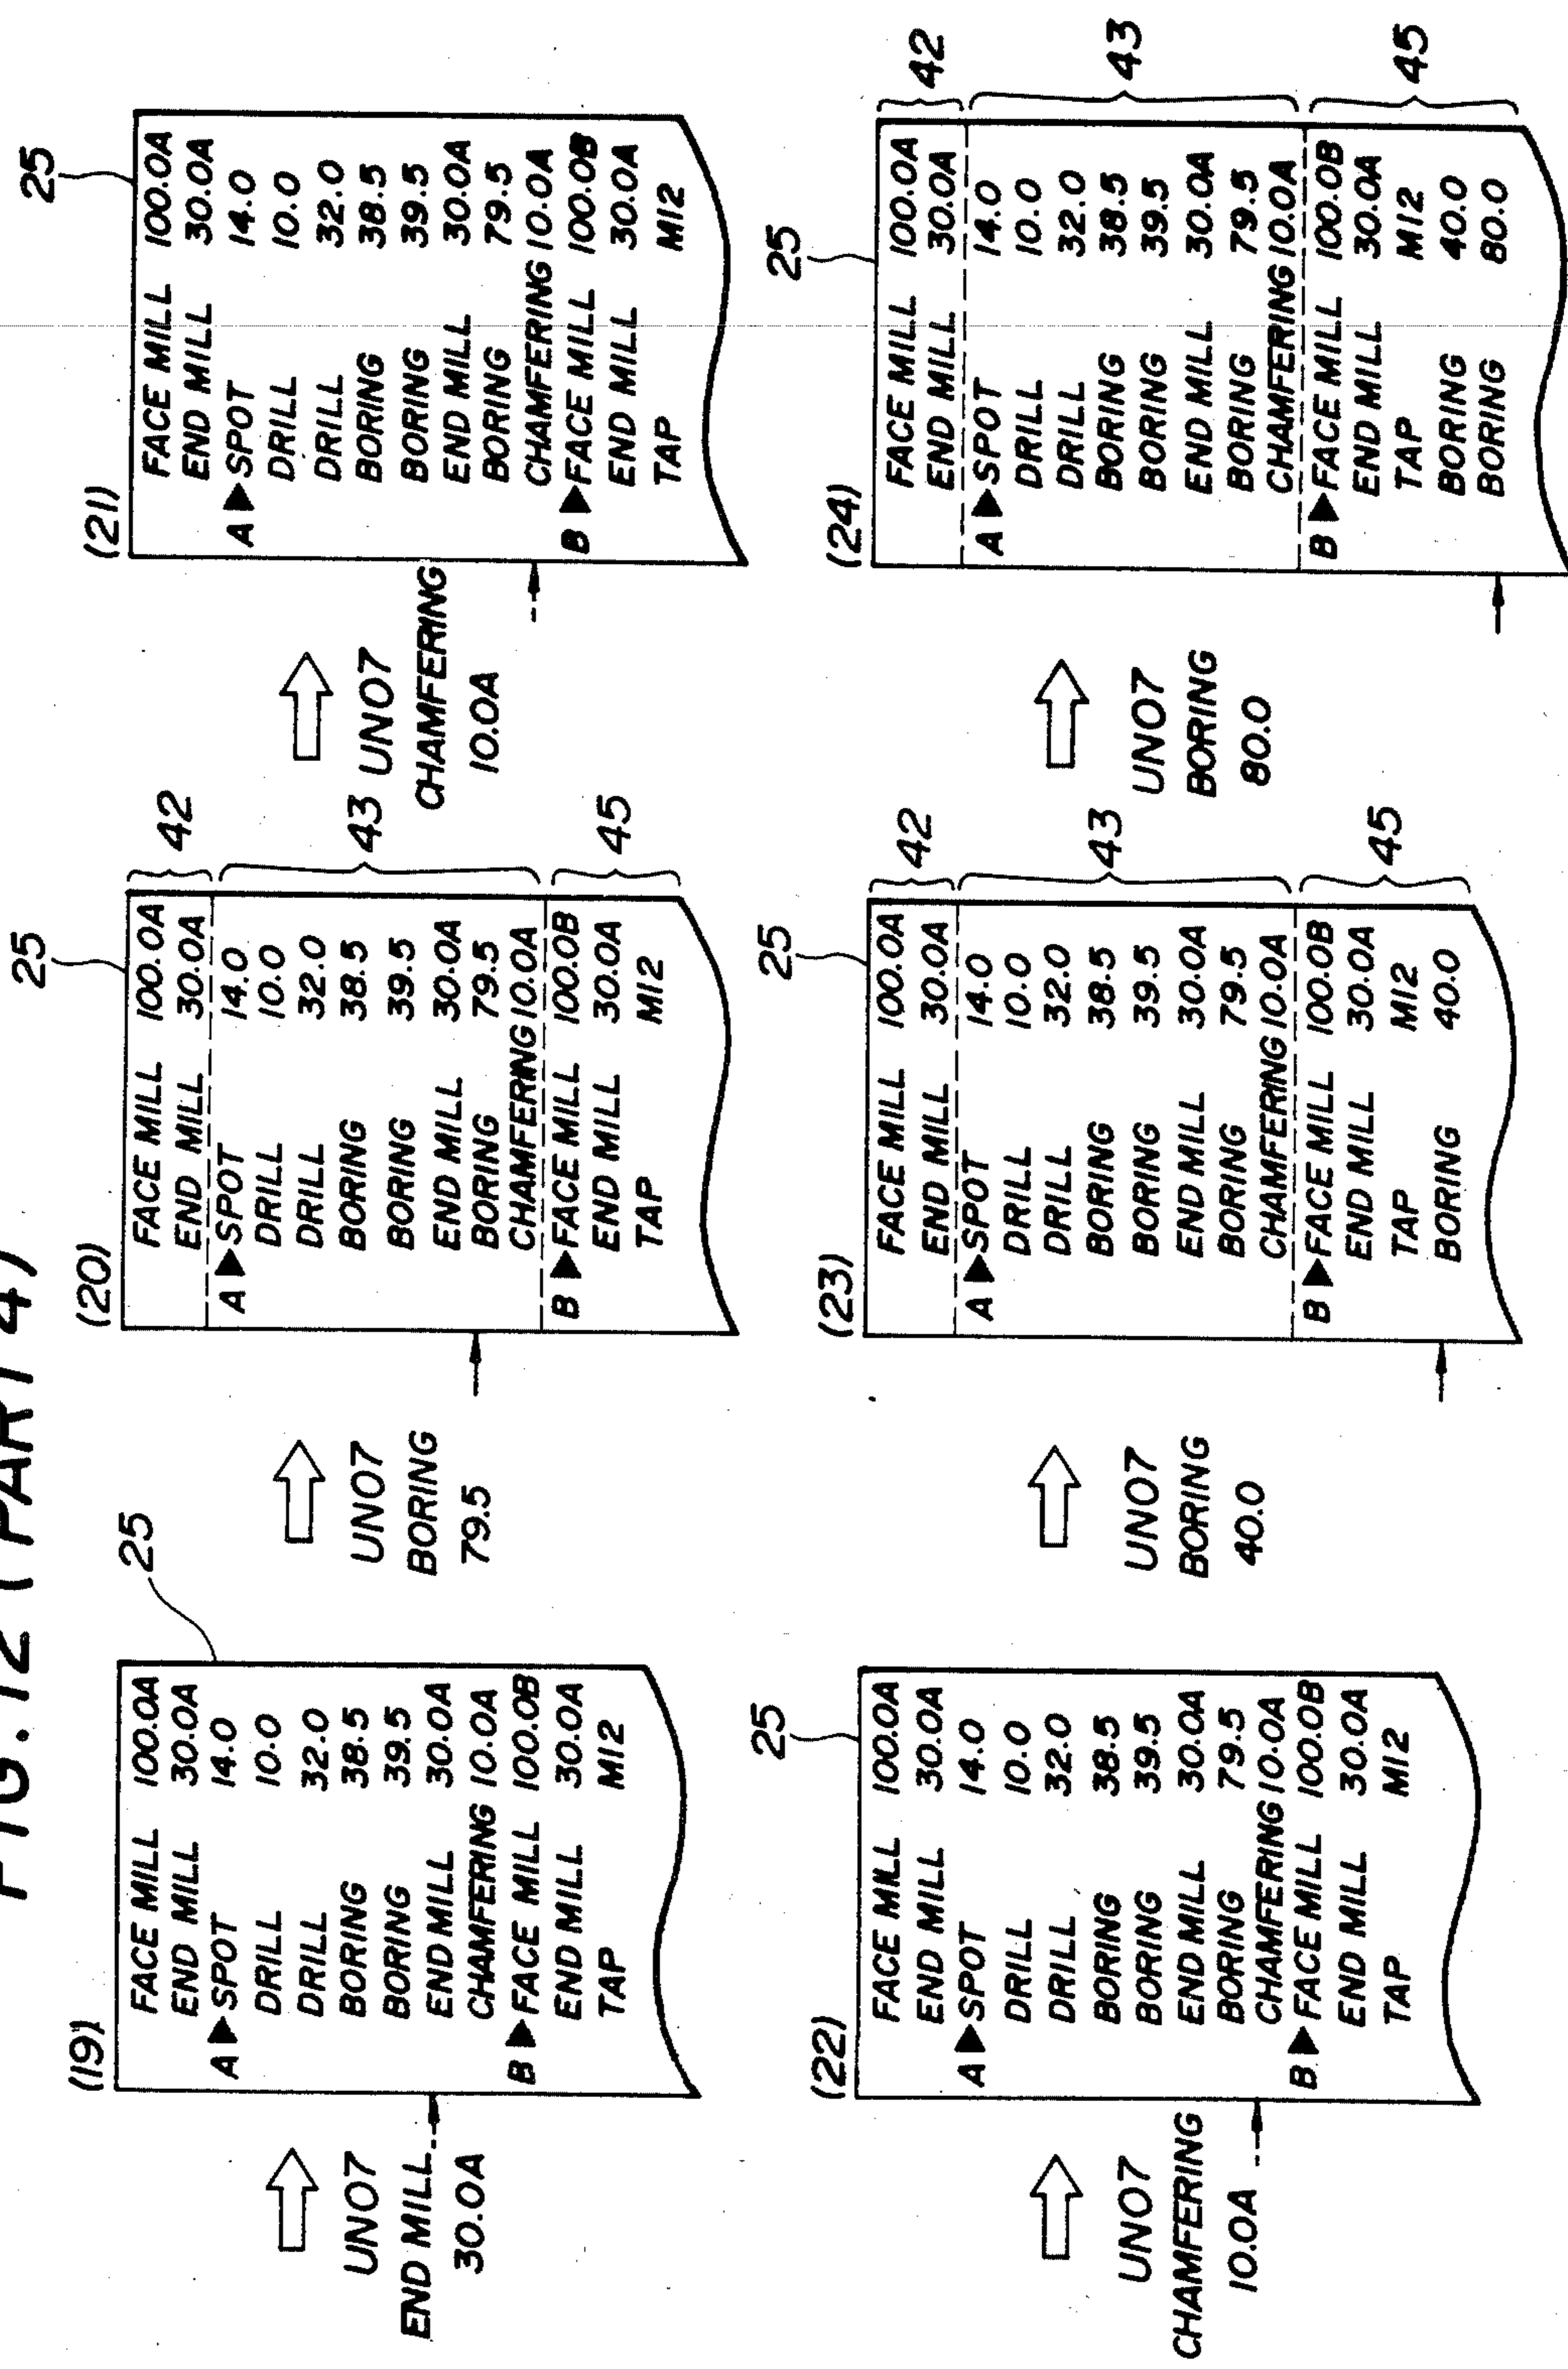 FIG. 12 (PART 4)
UNO7
END MILL
30.0A
(19)
25
FACE MILL 100.0A
END MILL 30.0A
A ▶ SPOT 14.0
DRILL 10.0
DRILL 32.0
BORING 38.5
BORING 39.5
END MILL 30.0A
CHAMFERING 10.0A
B ▶ FACE MILL 100.0B
END MILL 30.0A
TAP M12
UNO7
BORING
79.5
(20)
25
FACE MILL 100.0A
END MILL 30.0A
A ▶ SPOT 14.0
DRILL 10.0
DRILL 32.0
BORING 38.5
BORING 39.5
END MILL 30.0A
BORING 79.5
CHAMFERING 10.0A
B ▶ FACE MILL 100.0B
END MILL 30.0A
TAP M12
42
43
45
UNO7
CHAMFERING
10.0A
(21)
25
FACE MILL 100.0A
END MILL 30.0A
A ▶ SPOT 14.0
DRILL 10.0
DRILL 32.0
BORING 38.5
BORING 39.5
END MILL 30.0A
BORING 79.5
CHAMFERING 10.0A
B ▶ FACE MILL 100.0B
END MILL 30.0A
TAP M12
UNO7
CHAMFERING
10.0A
(22)
25
FACE MILL 100.0A
END MILL 30.0A
A ▶ SPOT 14.0
DRILL 10.0
DRILL 32.0
BORING 38.5
BORING 39.5
END MILL 30.0A
BORING 79.5
CHAMFERING 10.0A
B ▶ FACE MILL 100.0B
END MILL 30.0A
TAP M12
UNO7
BORING
40.0
(23)
25
FACE MILL 100.0A
END MILL 30.0A
A ▶ SPOT 14.0
DRILL 10.0
DRILL 32.0
BORING 38.5
BORING 39.5
END MILL 30.0A
BORING 79.5
CHAMFERING 10.0A
B ▶ FACE MILL 100.0B
END MILL 30.0A
TAP M12
BORING 40.0
42
43
45
UNO7
BORING
80.0
(24)
25
FACE MILL 100.0A
END MILL 30.0A
A ▶ SPOT 14.0
DRILL 10.0
DRILL 32.0
BORING 38.5
BORING 39.5
END MILL 30.0A
BORING 79.5
CHAMFERING 10.0A
B ▶ FACE MILL 100.0B
END MILL 30.0A
TAP M12
BORING 40.0
BORING 80.0
42
43
45